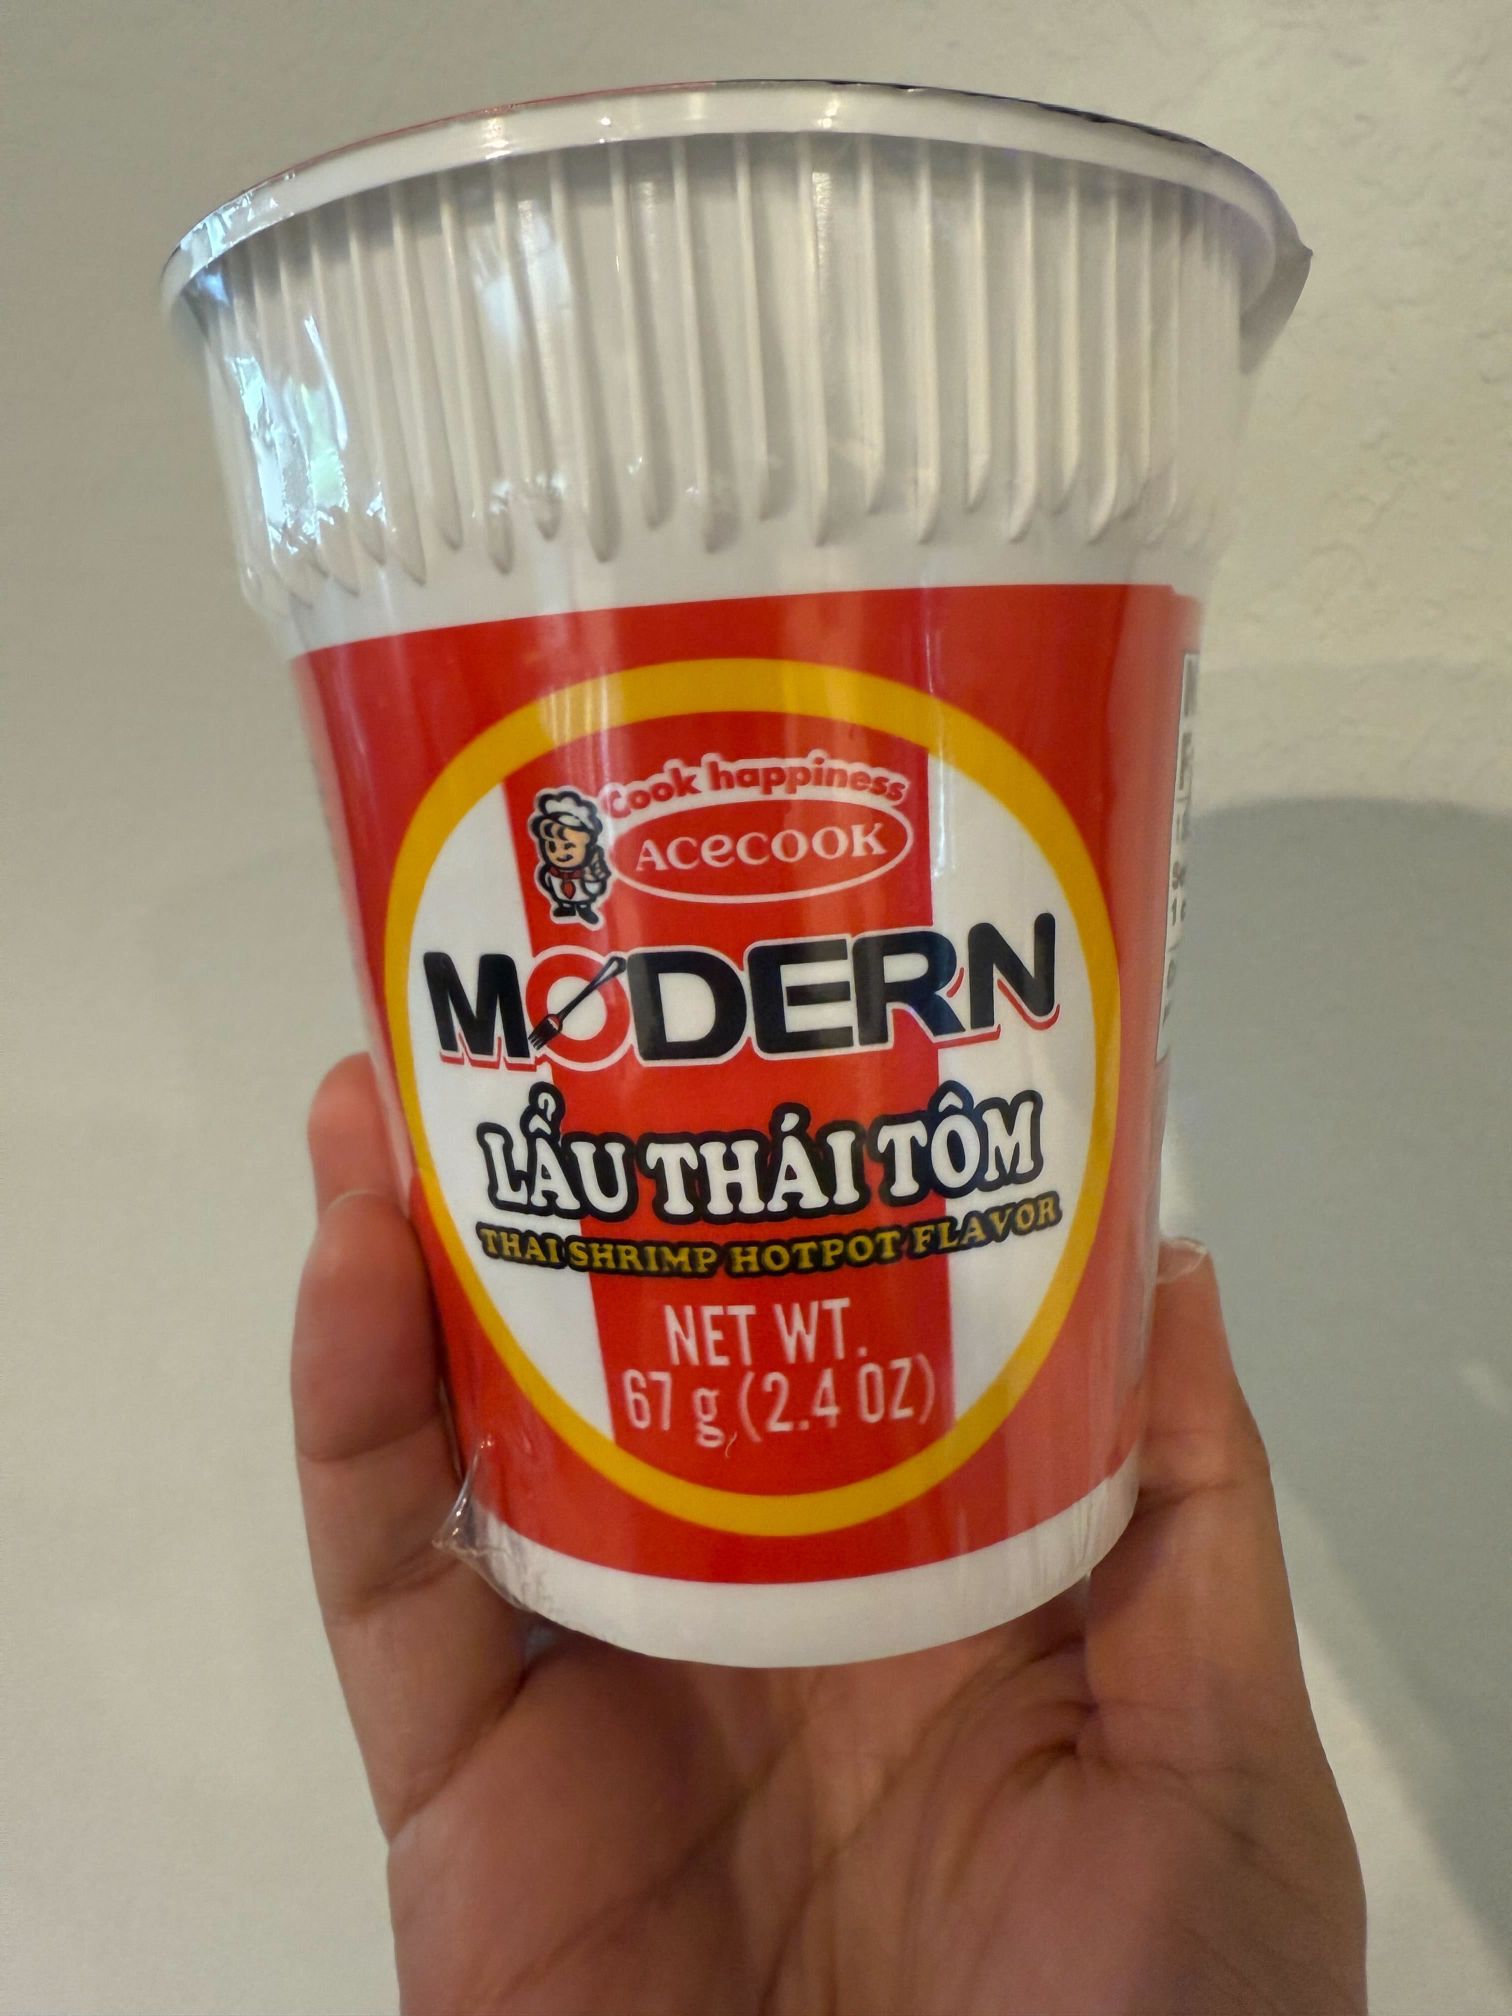 Cook happiness
ACECOOK
MODERN
LẨU THÁI TÔM
THAI SHRIMP HOTPOT FLAVOR
NET WT.
67 g (2.4 OZ)